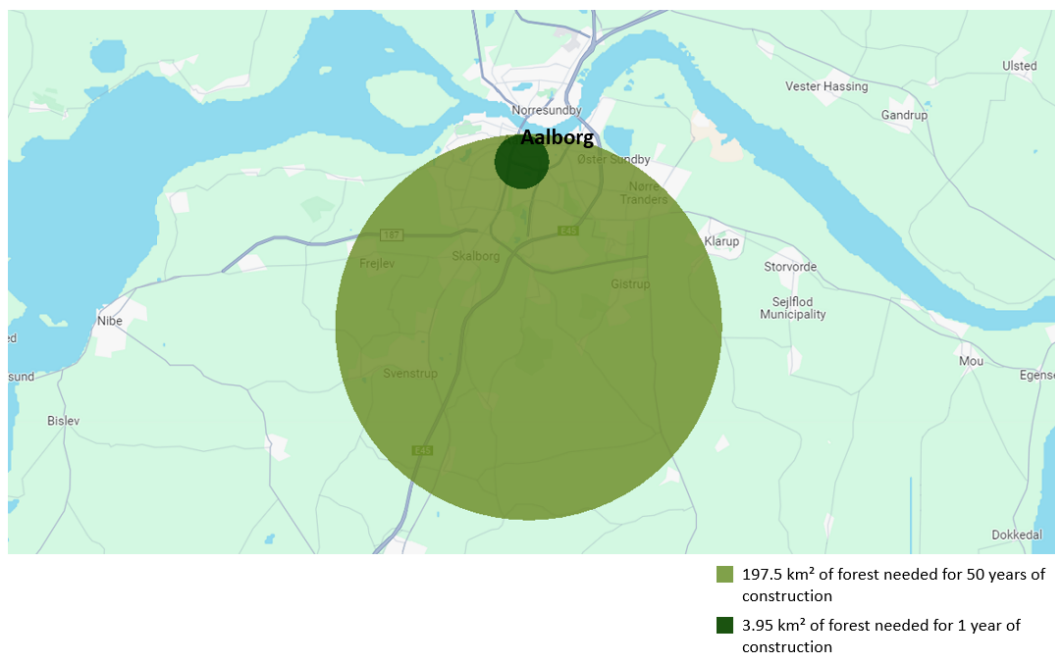 Ulsted
Vester Hassing
Norresundby
Gandrup
Aalborg
Øster Sundby
Nørre
Tranders
E45
187
Klarup
Skalborg
Frejlev
Storvorde
Gistrup
Sejlflod
Municipality
Nibe
ed
Mou
Svenstrup
sund
Egense
Bislev
E45
Dokkedal
197.5 km² of forest needed for 50 years of
construction
3.95 km² of forest needed for 1 year of
construction